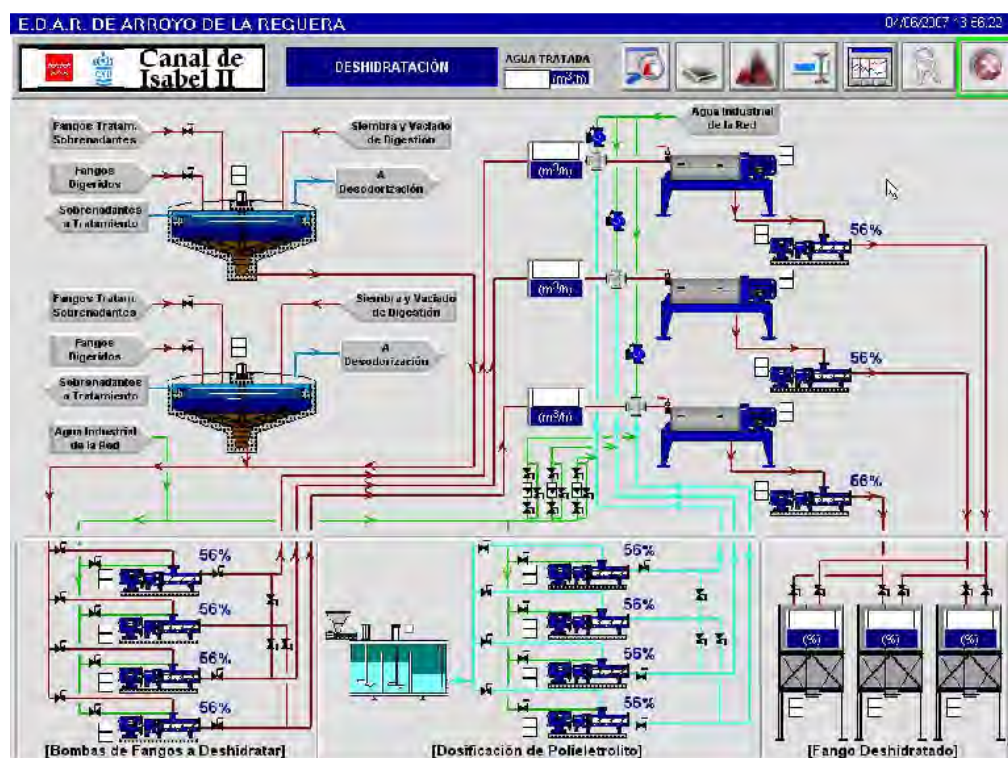 E.D.A.R. DE ARROYO DE LA REGUERA
Canal de
Isabel II
DESHIDRATACIÓN
AGUA TRATADA
(m³/h)
Fangos Tratam.
Sobrenadantes
Siembra y Vaciado
de Digestión
Fangos
Digeridos
A
Desodorización
Sobrenadantes
a Tratamiento
Agua Industrial
de la Red
(m³/h)
56%
Fangos Tratam.
Sobrenadantes
Siembra y Vaciado
de Digestión
Fangos
Digeridos
A
Desodorización
Sobrenadantes
a Tratamiento
(m³/h)
56%
Agua Industrial
de la Red
(m³/h)
56%
56%
56%
56%
56%
56%
56%
56%
56%
(%)
(%)
(%)
[Bombas de Fangos a Deshidratar]
[Dosificación de Polieletrolito]
[Fango Deshidratado]